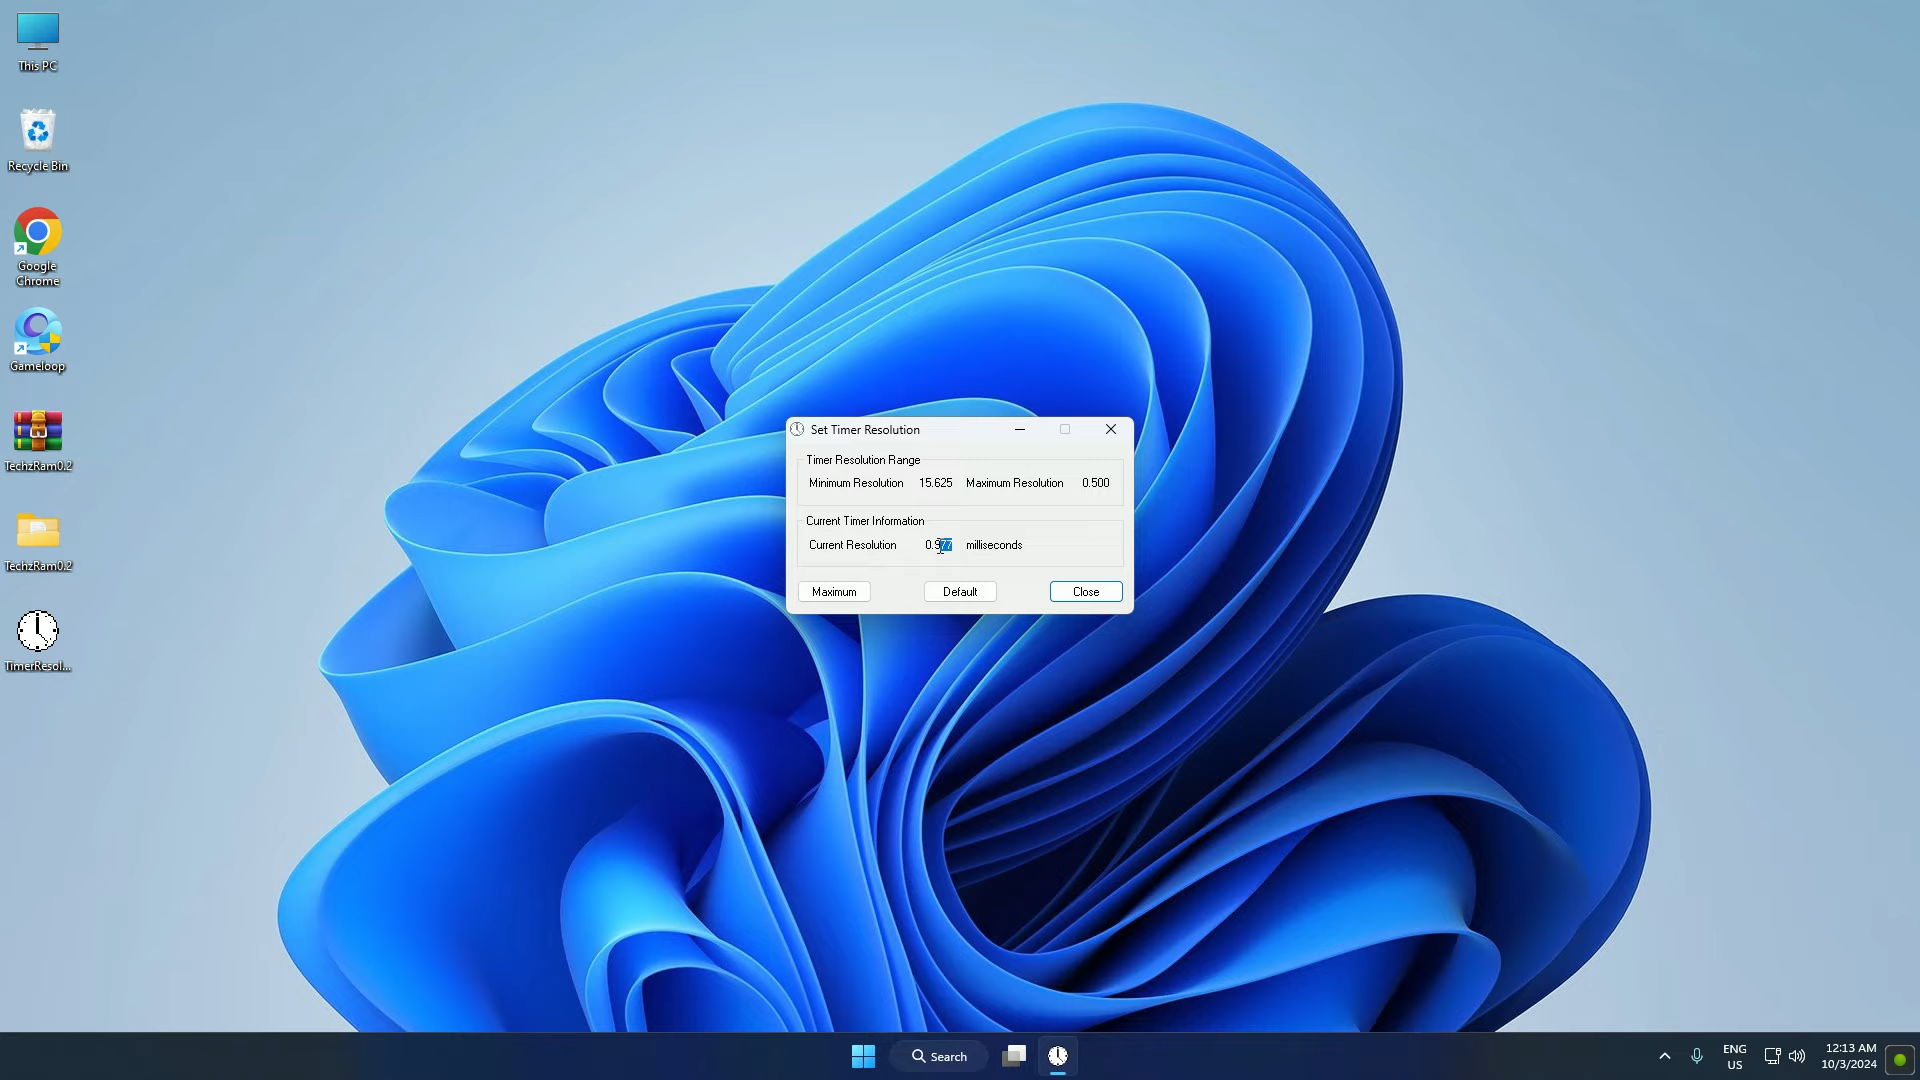 This PC
Recycle Bin
Google
Chrome
Gameloop
TechzRam0.2
TechzRam0.2
TimerResol...
Set Timer Resolution
Timer Resolution Range
Minimum Resolution 15.625 Maximum Resolution 0.500
Current Timer Information
Current Resolution 0.977 milliseconds
Maximum Default Close
Search
ENG
US
12:13 AM
10/3/2024